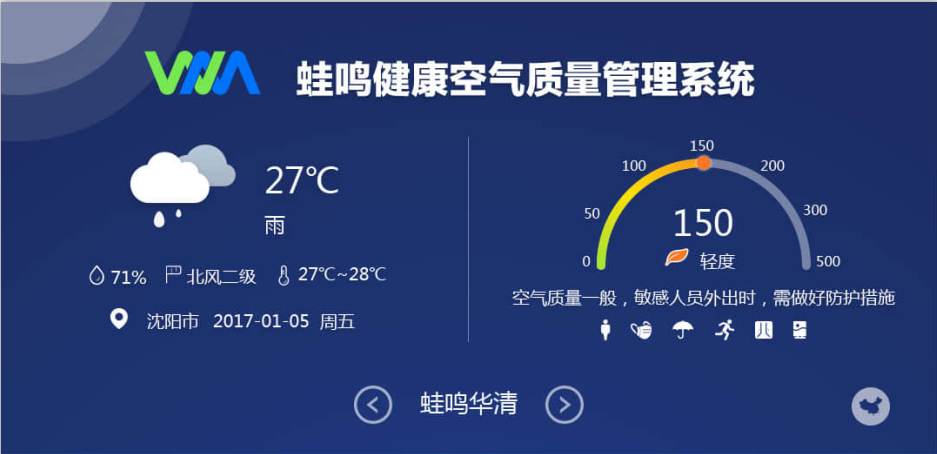 VMA 蛙鸣健康空气质量管理系统
27℃
雨
71% 北风二级 27℃~28℃
沈阳市 2017-01-05 周五
0
50
100
150
200
300
500
150
轻度
空气质量一般，敏感人员外出时，需做好防护措施
蛙鸣华清